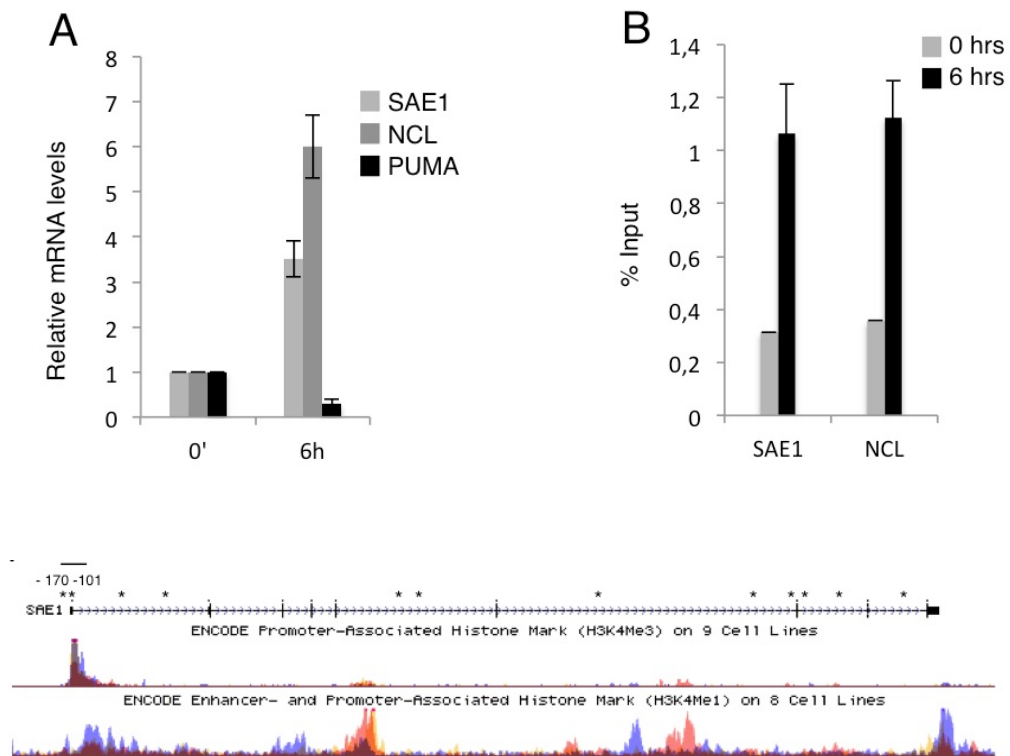 A
8
7
6
5
4
3
2
1
0
Relative mRNA levels
SAE1
NCL
PUMA
0'
6h
B
1,4
1,2
1
0,8
0,6
0,4
0,2
0
% Input
0 hrs
6 hrs
SAE1
NCL
- 170 -101
** * * * * * * ** * *
SAE1
ENCODE Promoter-Associated Histone Mark (H3K4Me3) on 9 Cell Lines
ENCODE Enhancer- and Promoter-Associated Histone Mark (H3K4Me1) on 8 Cell Lines